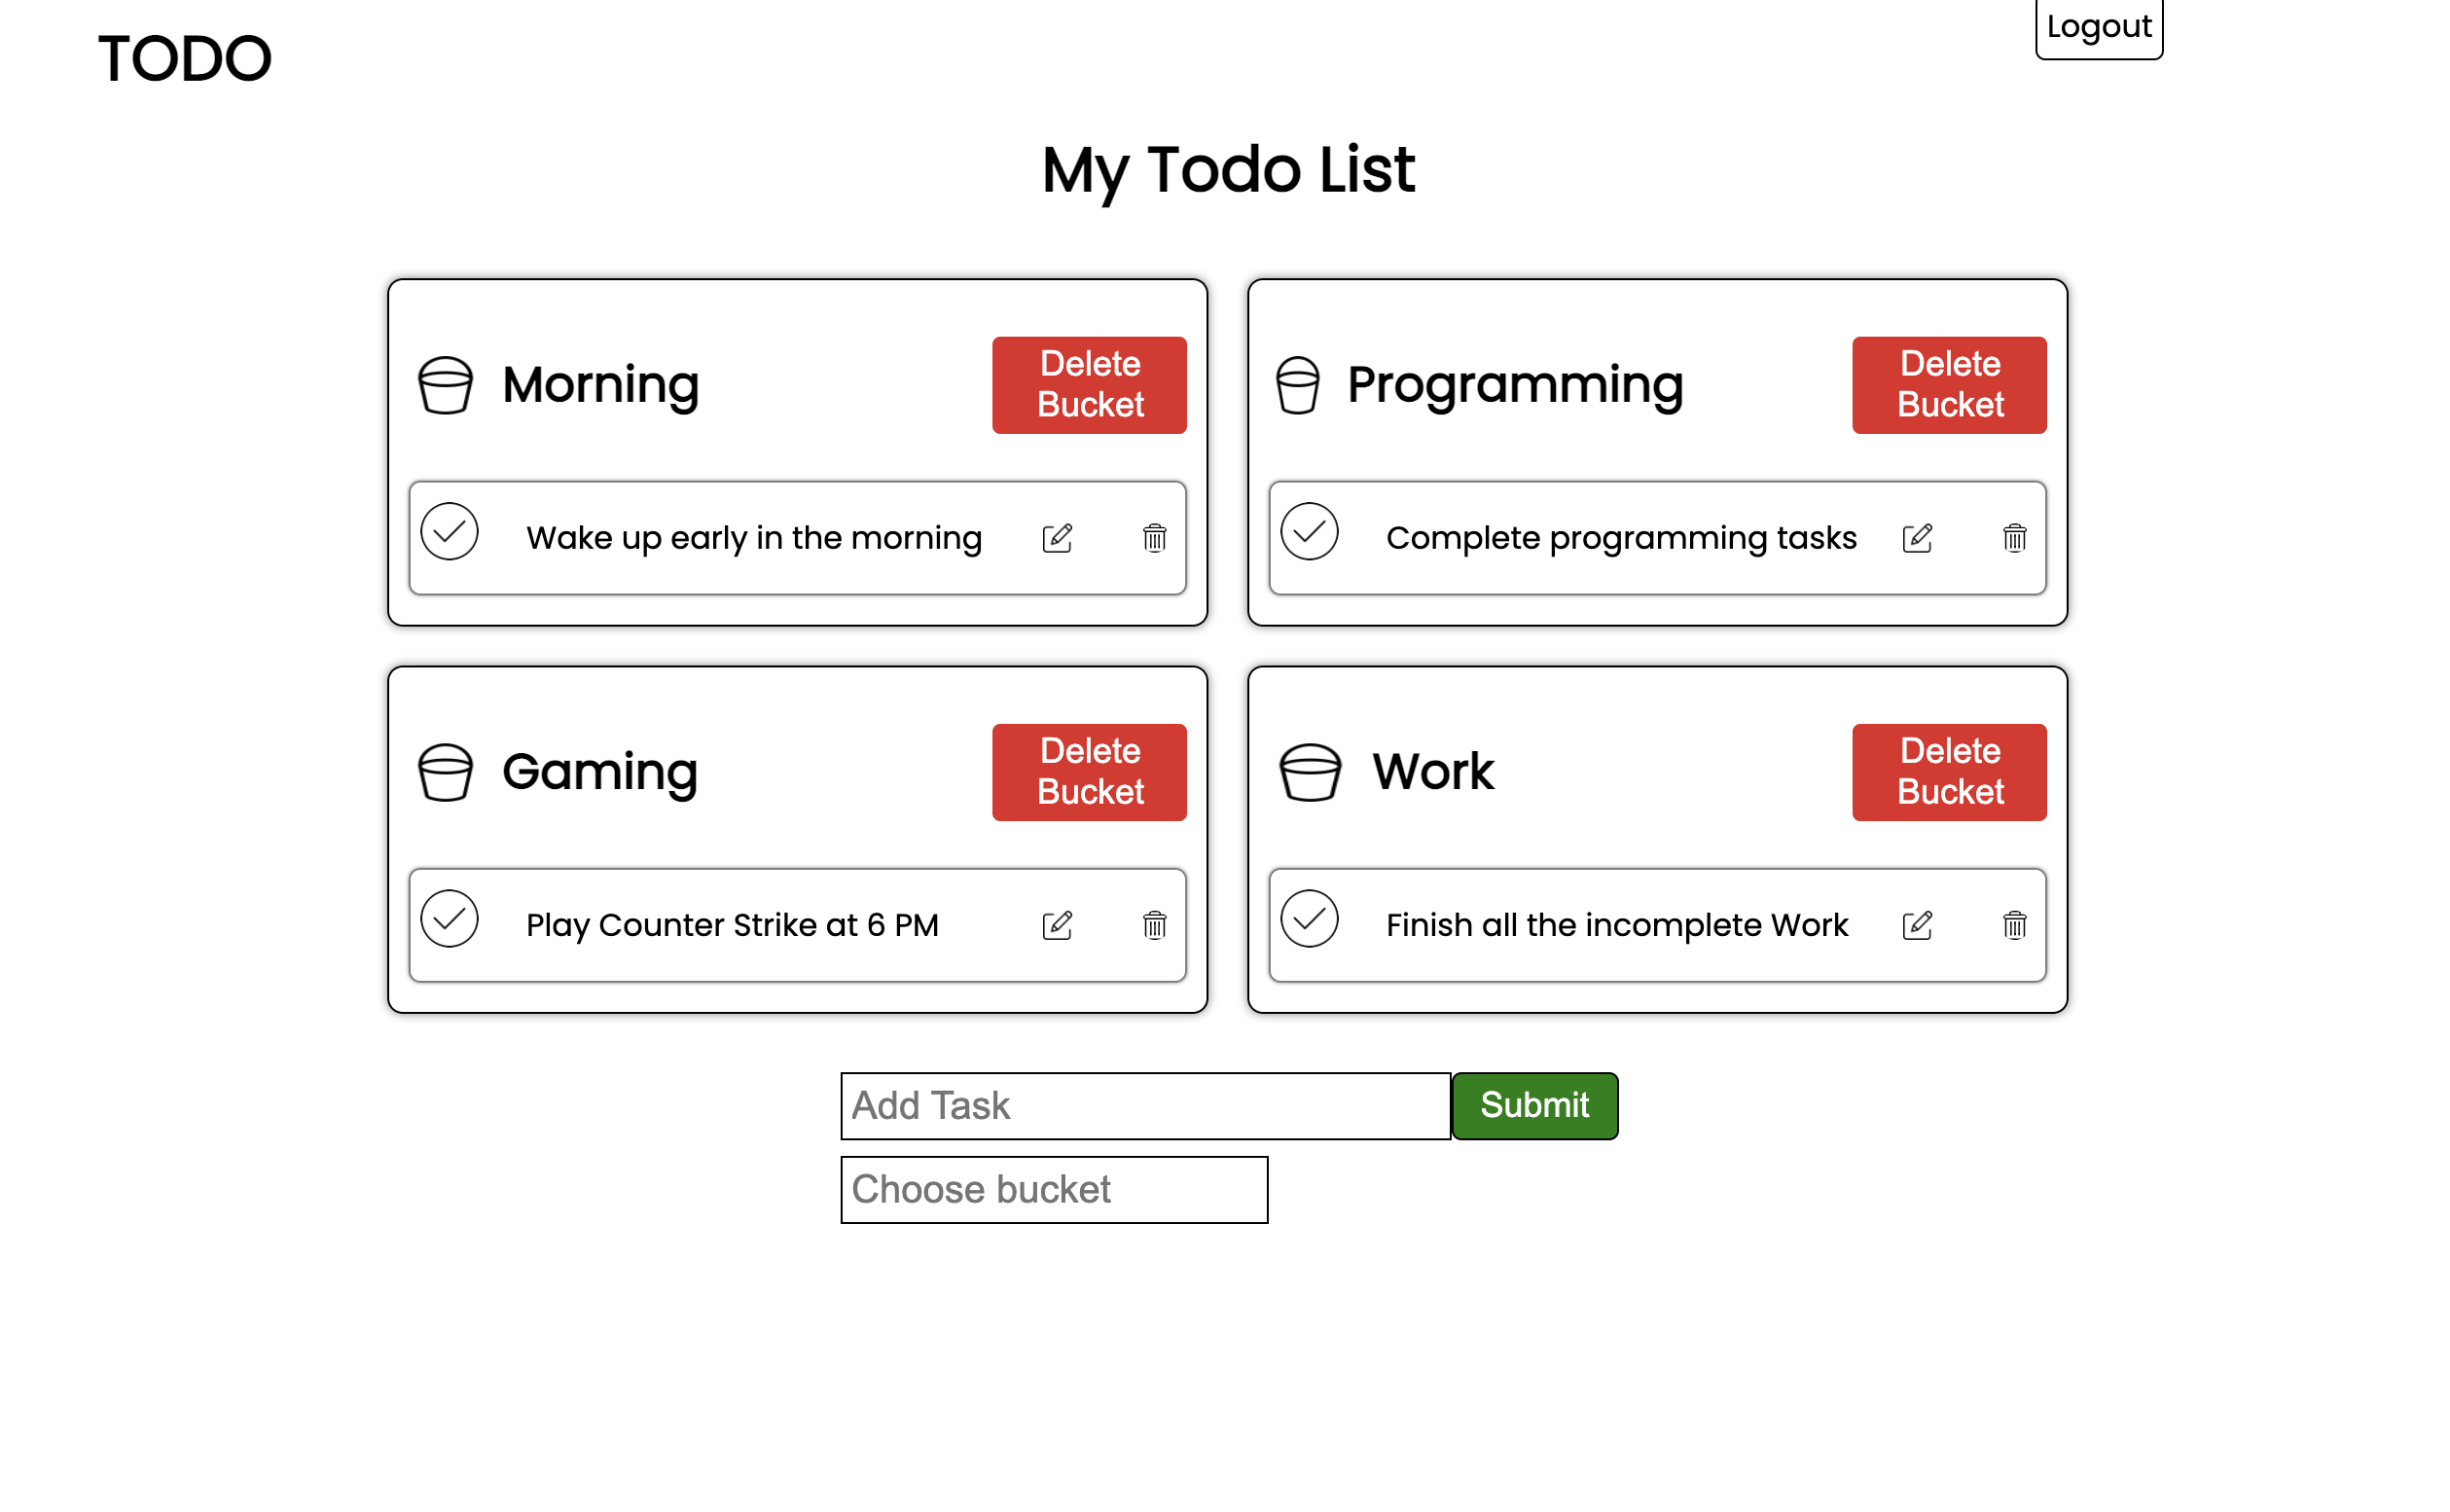 TODO
Logout
My Todo List
Morning
Delete
Bucket
Wake up early in the morning
Programming
Delete
Bucket
Complete programming tasks
Gaming
Delete
Bucket
Play Counter Strike at 6 PM
Work
Delete
Bucket
Finish all the incomplete Work
Add Task
Submit
Choose bucket